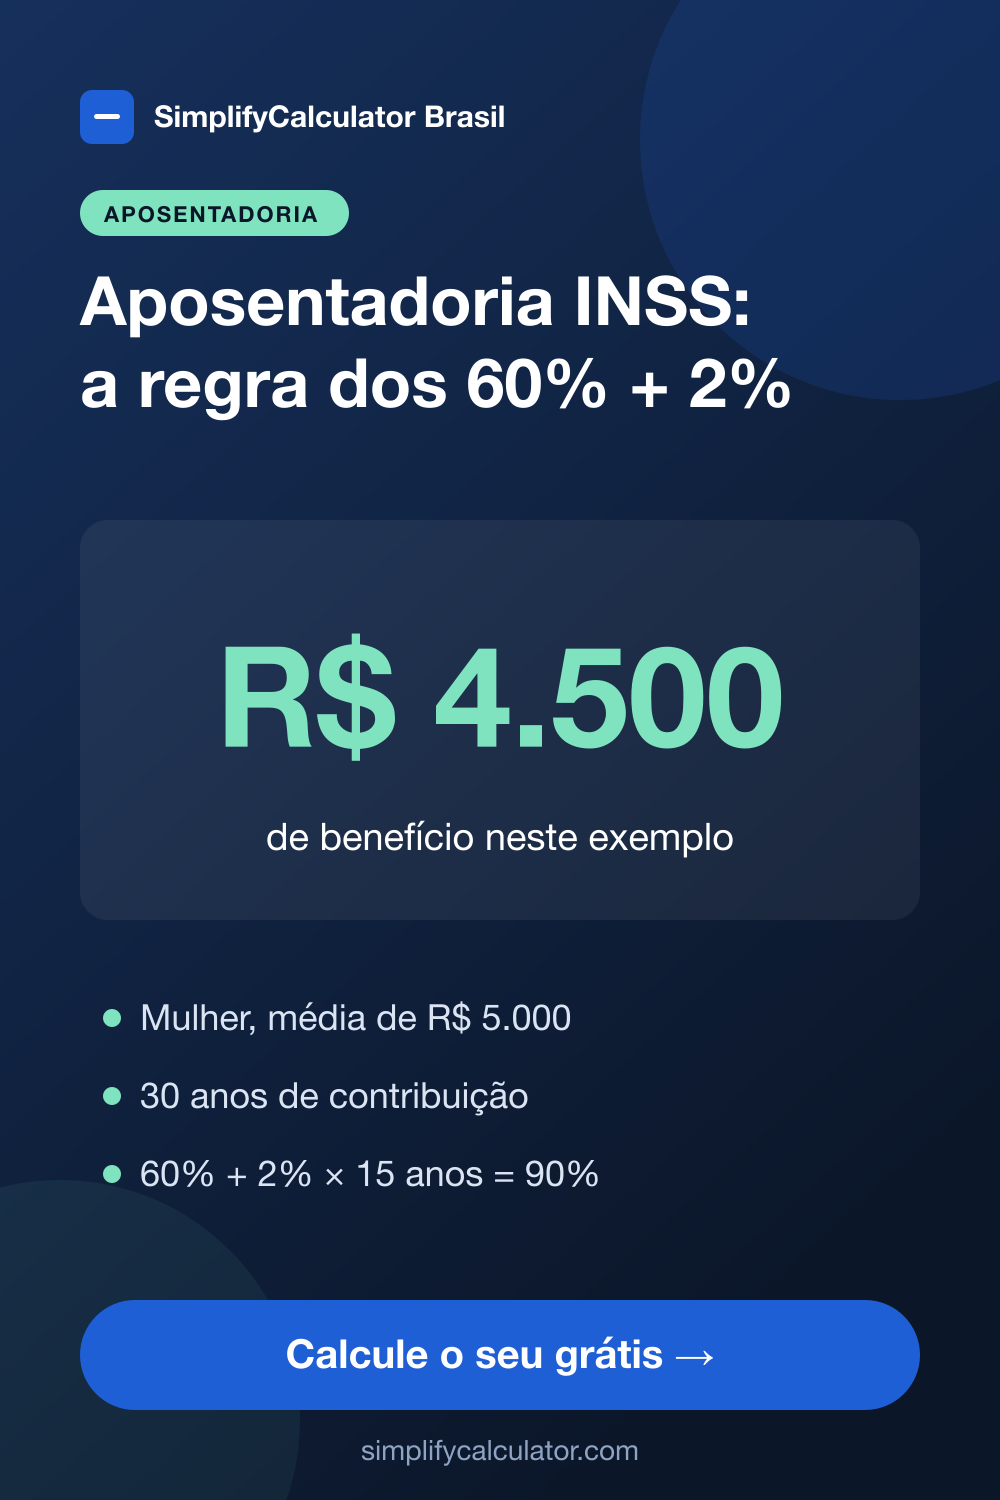 SimplifyCalculator Brasil
APOSENTADORIA
Aposentadoria INSS:
a regra dos 60% + 2%
R$ 4.500
de benefício neste exemplo
Mulher, média de R$ 5.000
30 anos de contribuição
60% + 2% × 15 anos = 90%
Calcule o seu grátis →
simplifycalculator.com